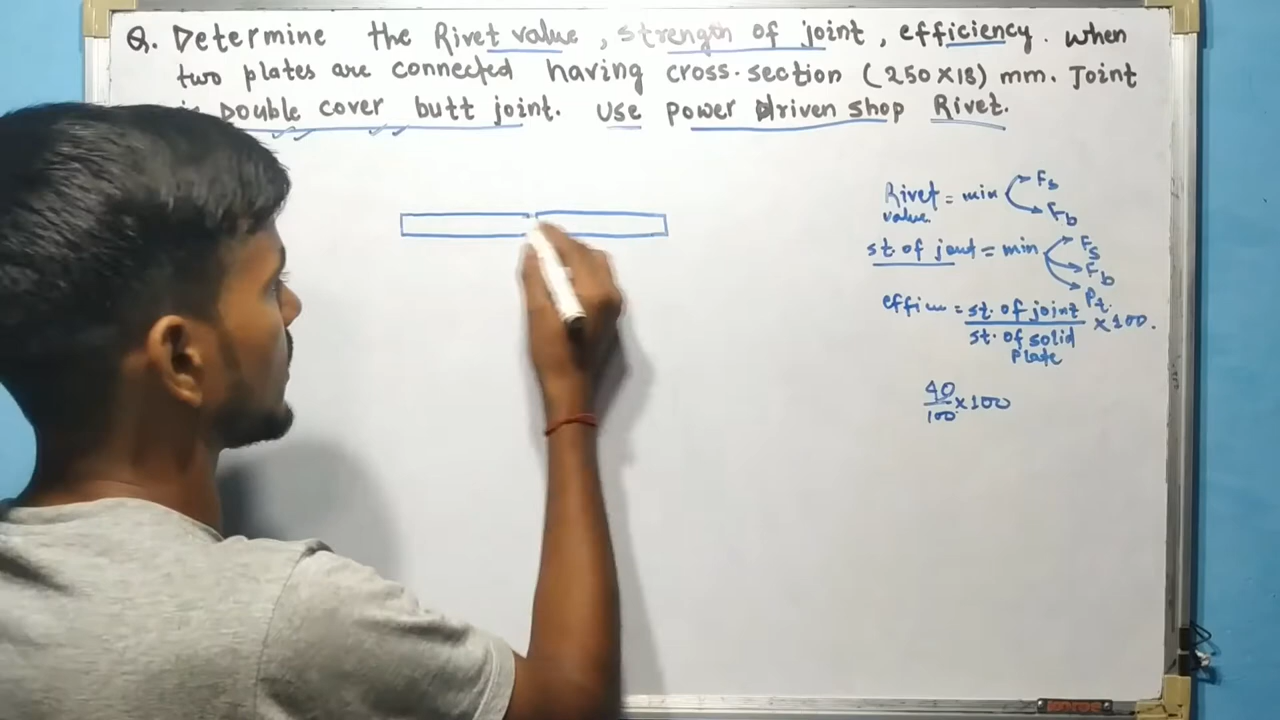 Q. Determine the Rivet value, strength of joint, efficiency. when
two plates are connected having cross-section (250×18) mm. Joint
Double cover butt joint. Use power Driven shop Rivet.
Rivet value = min Fs
Fb
st. of joint = min Fs
Fb
Pt
= st. of joint × 100.
st. of solid
plate
40 × 100
100